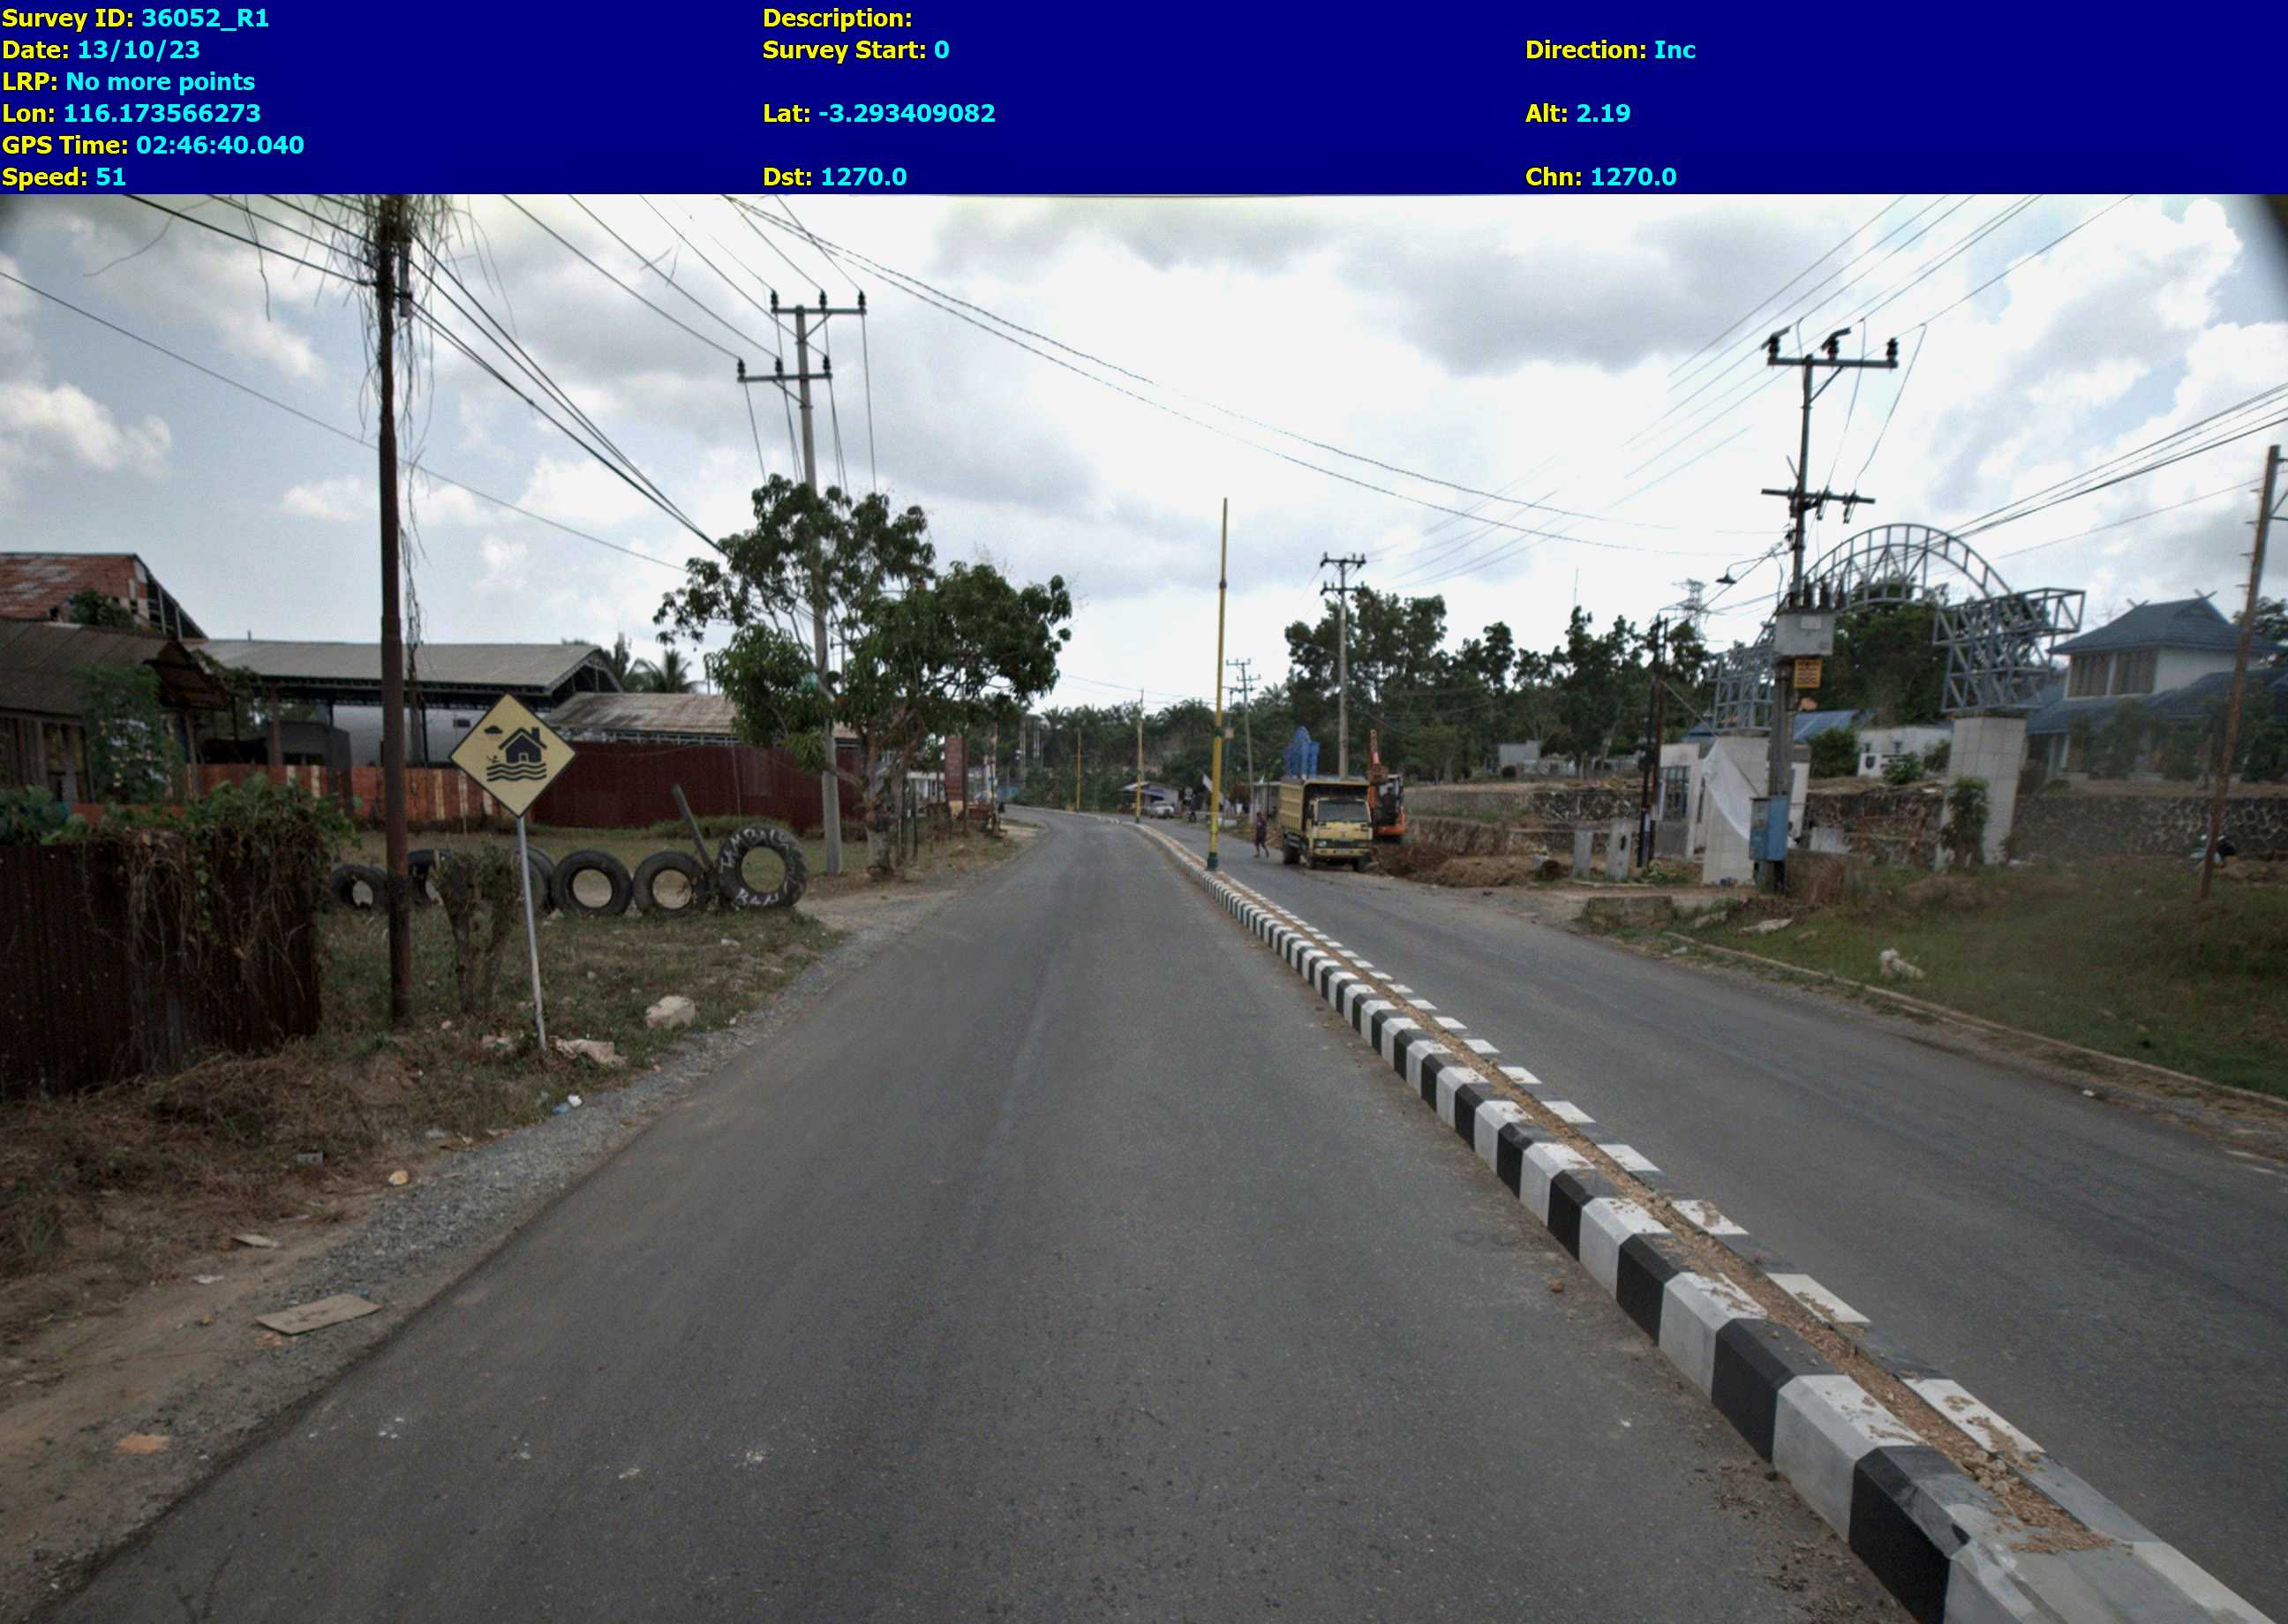 Survey ID: 36052_R1
Description:
Date: 13/10/23
Survey Start: 0
Direction: Inc
LRP: No more points
Lon: 116.173566273
Lat: -3.293409082
Alt: 2.19
GPS Time: 02:46:40.040
Speed: 51
Dst: 1270.0
Chn: 1270.0
TAMBAL
BAN